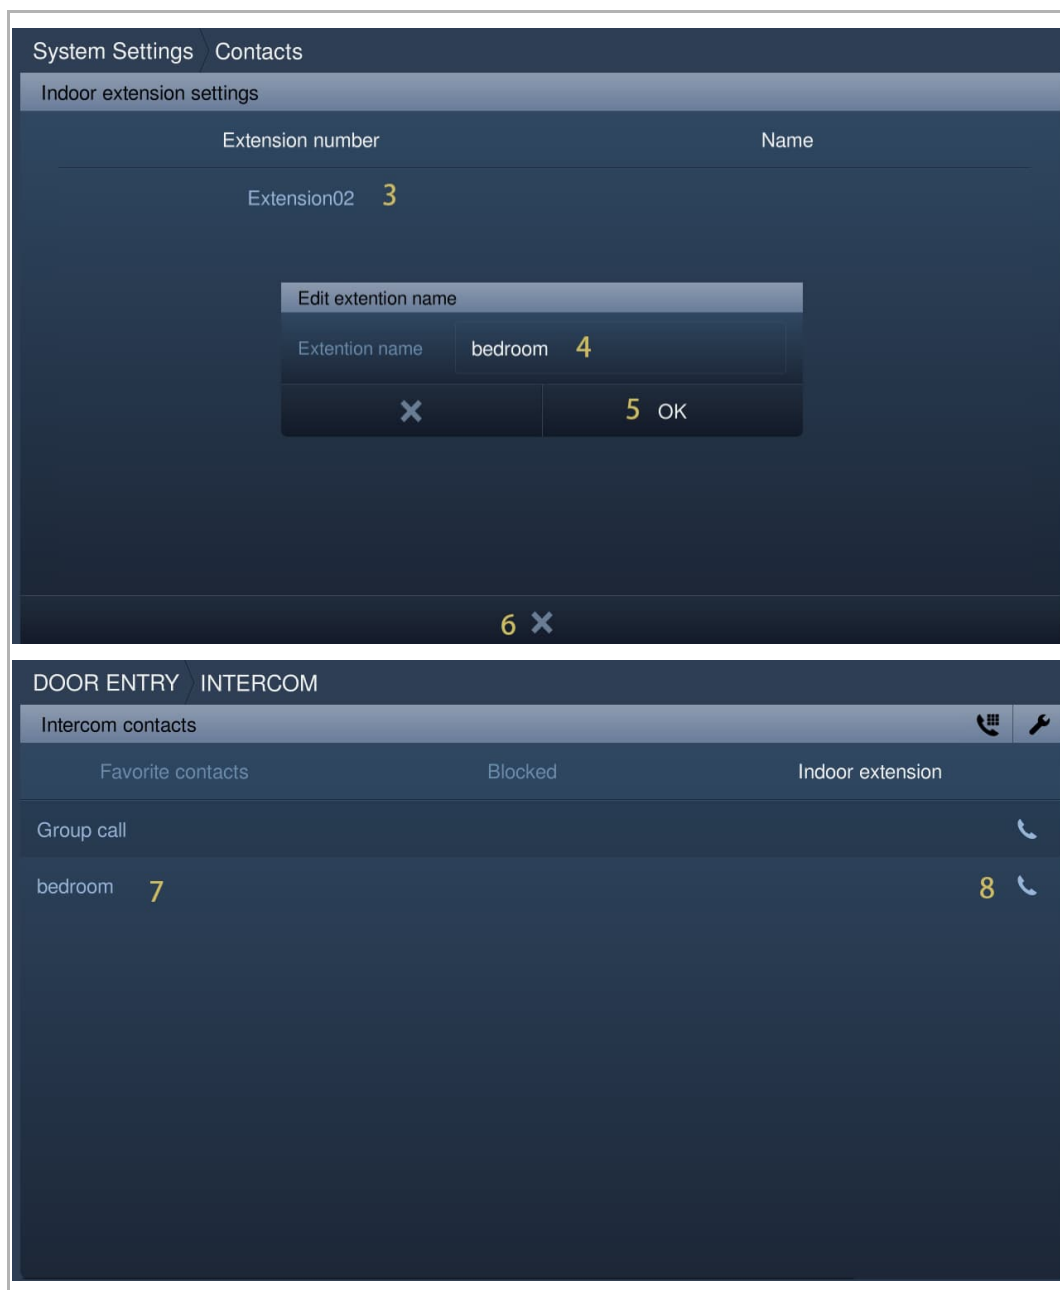 System Settings Contacts
Indoor extension settings
Extension number Name
Extension02 3
Edit extention name
Extention name bedroom 4
5 OK
6
DOOR ENTRY INTERCOM
Intercom contacts
Favorite contacts Blocked Indoor extension
Group call
bedroom 7 8